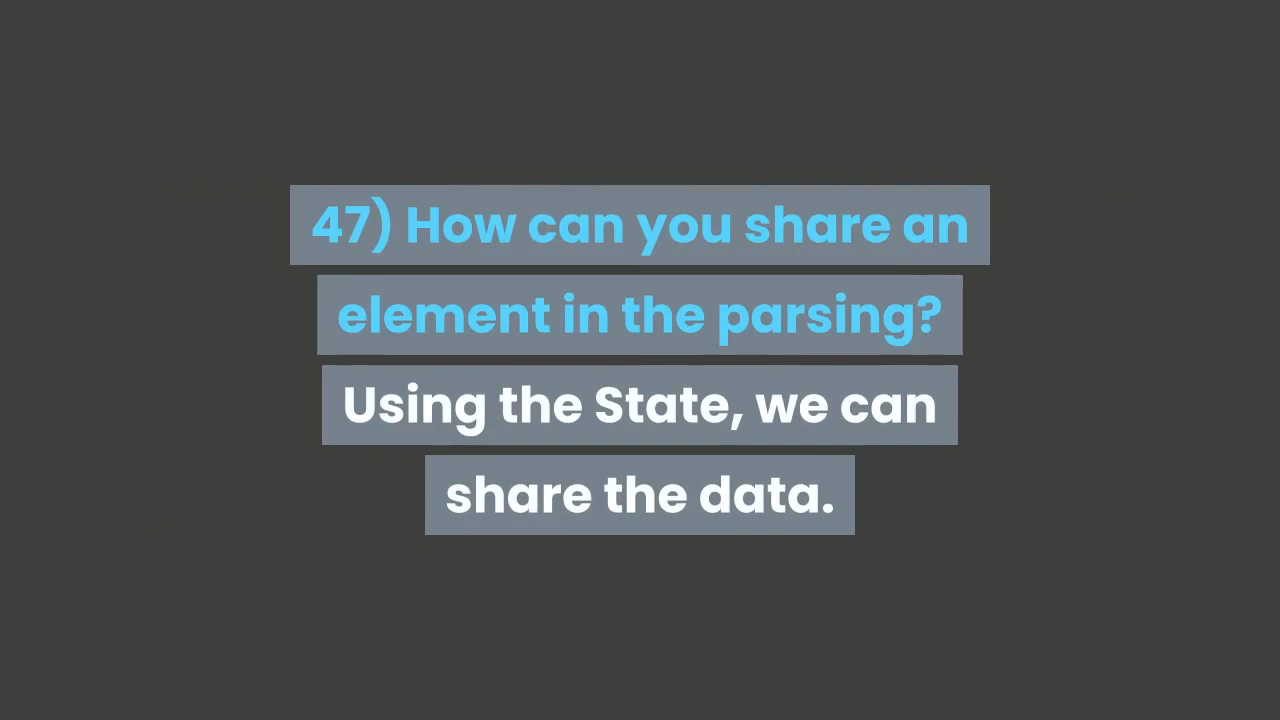 47) How can you share an
element in the parsing?
Using the State, we can
share the data.